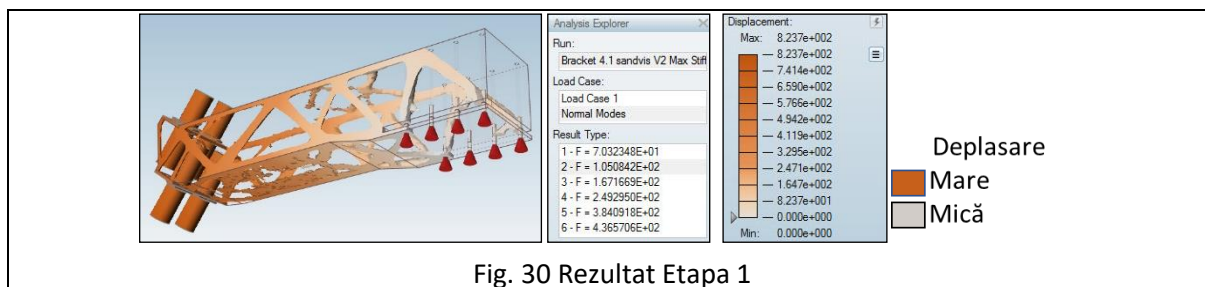 Analysis Explorer
Run:
Bracket 4.1 sandvis V2 Max Stiff
Load Case:
Load Case 1
Normal Modes
Result Type:
1 - F = 7.032348E+01
2 - F = 1.050842E+02
3 - F = 1.671669E+02
4 - F = 2.492950E+02
5 - F = 3.840918E+02
6 - F = 4.365706E+02
Displacement:
Max: 8.237e+002
8.237e+002
7.414e+002
6.590e+002
5.766e+002
4.942e+002
4.119e+002
3.295e+002
2.471e+002
1.647e+002
8.237e+001
0.000e+000
Min: 0.000e+000
Deplasare
Mare
Mică
Fig. 30 Rezultat Etapa 1